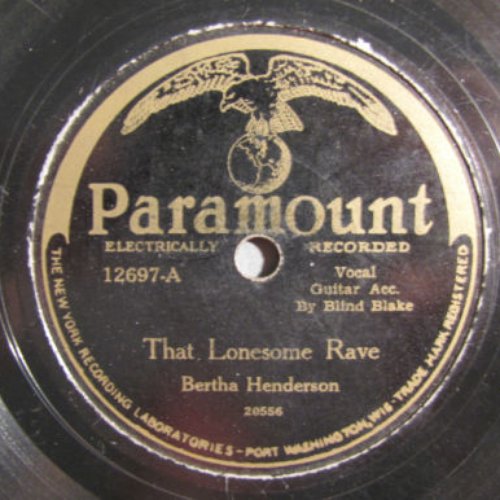 Paramount
ELECTRICALLY RECORDED
12697-A
Vocal
Guitar Acc.
By Blind Blake
That Lonesome Rave
Bertha Henderson
20556
THE NEW YORK RECORDING LABORATORIES - PORT WASHINGTON, WIS - TRADE MARK REGISTERED